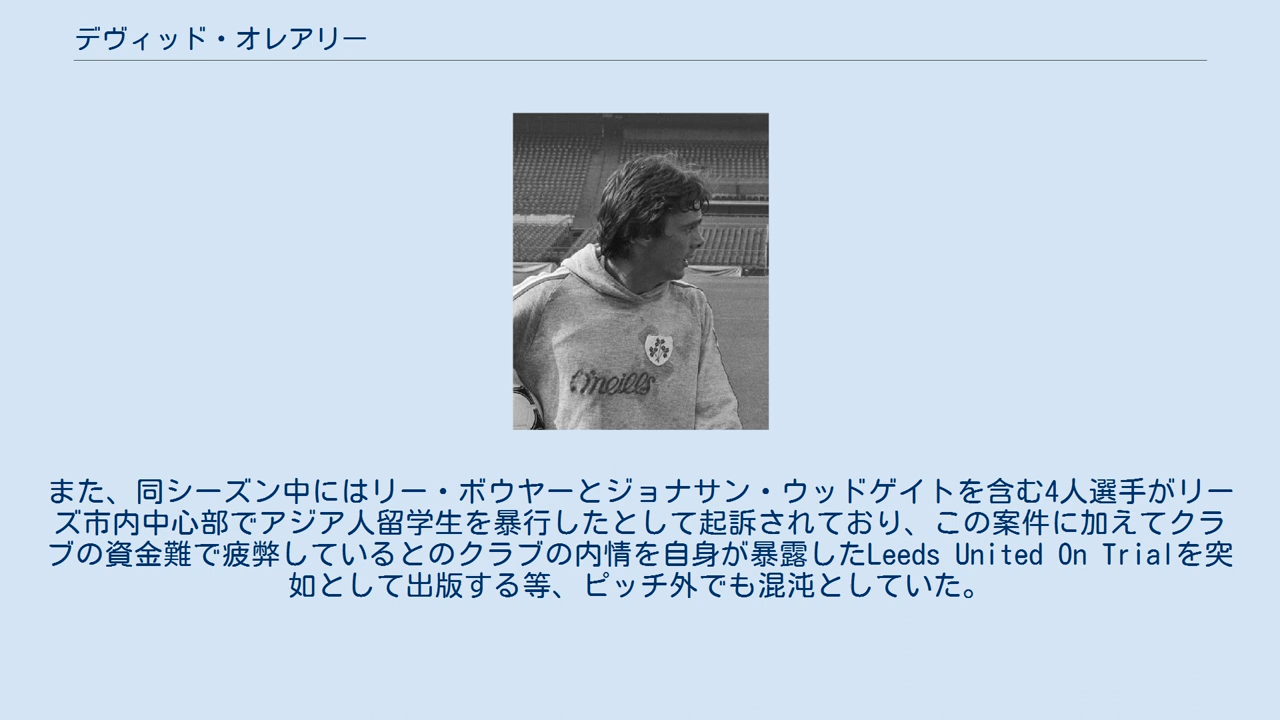 デヴィッド・オレアリー
O'neills
また、同シーズン中にはリー・ボウヤーとジョナサン・ウッドゲイトを含む4人選手がリー
ズ市内中心部でアジア人留学生を暴行したとして起訴されており、この案件に加えてクラ
ブの資金難で疲弊しているとのクラブの内情を自身が暴露したLeeds United On Trialを突
如として出版する等、ピッチ外でも混沌としていた。